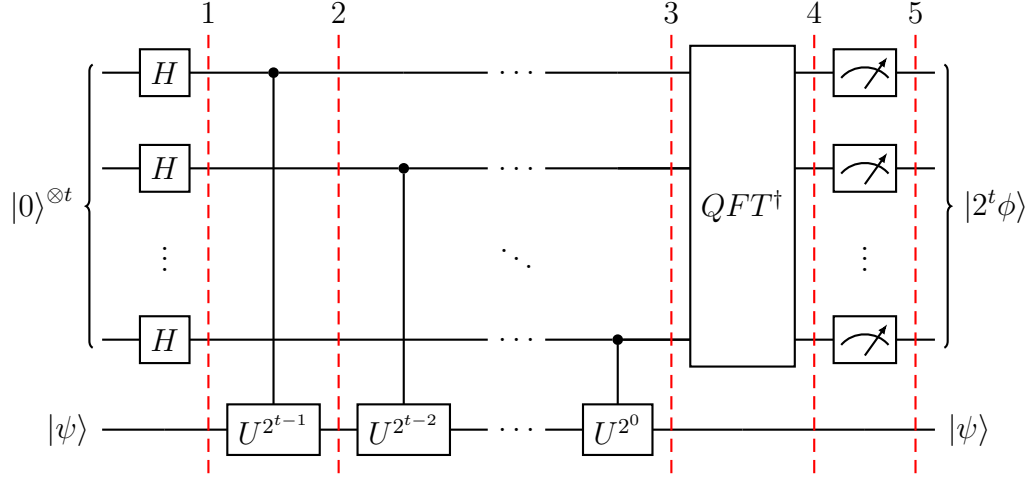 1 2 3 4 5
H
H
|0⟩^{⊗t} QFT^† |2^tϕ⟩
H
|ψ⟩ U^{2^{t−1}} U^{2^{t−2}} U^{2^0} |ψ⟩